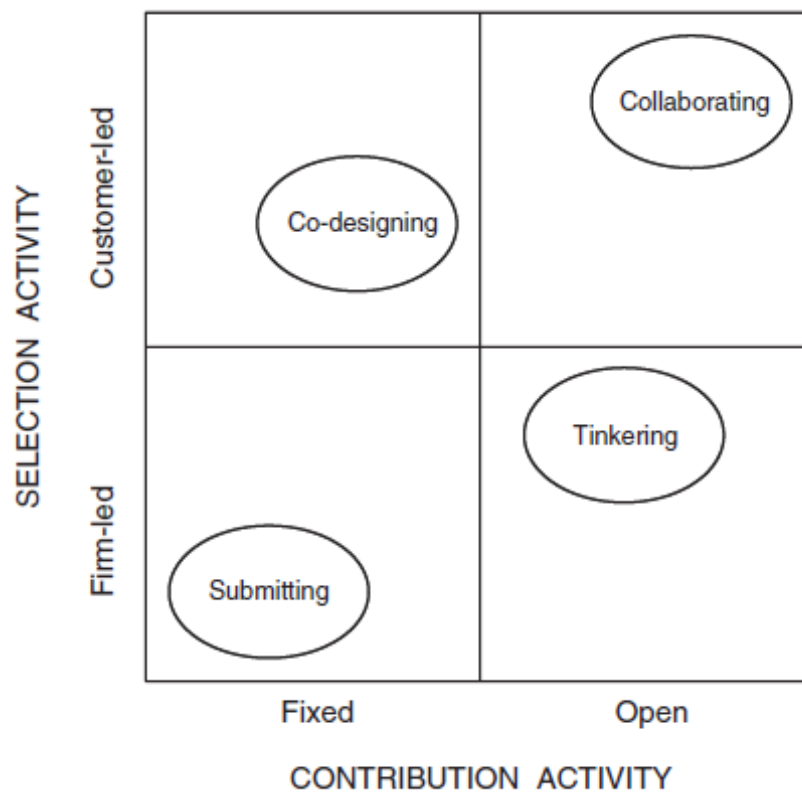 SELECTION ACTIVITY
Customer-led
Firm-led
Collaborating
Co-designing
Tinkering
Submitting
Fixed
Open
CONTRIBUTION ACTIVITY